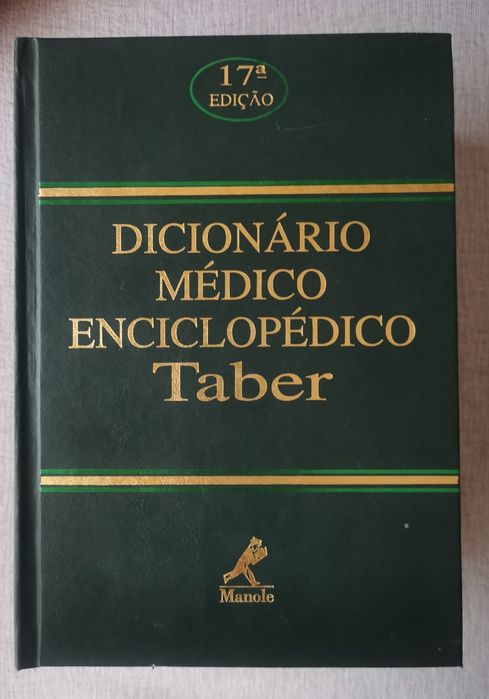 17ª
EDIÇÃO
DICIONÁRIO
MÉDICO
ENCICLOPÉDICO
Taber
Manole